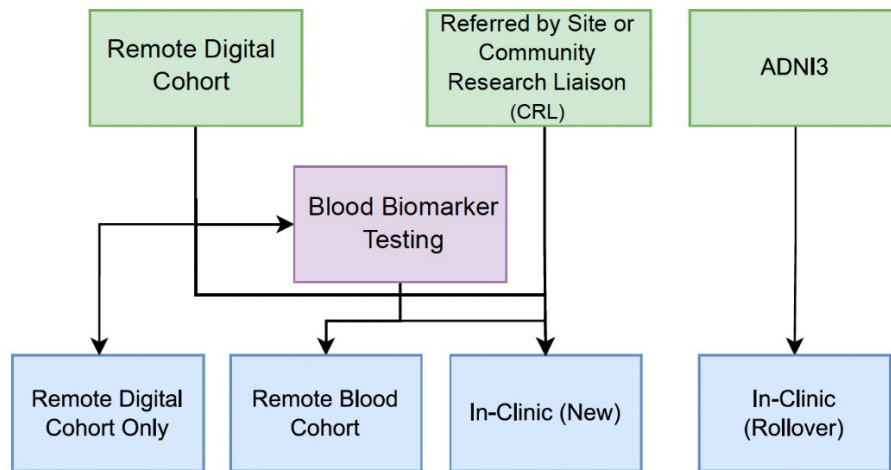 Remote Digital
Cohort
Referred by Site or
Community
Research Liaison
(CRL)
ADNI3
Blood Biomarker
Testing
Remote Digital
Cohort Only
Remote Blood
Cohort
In-Clinic (New)
In-Clinic
(Rollover)